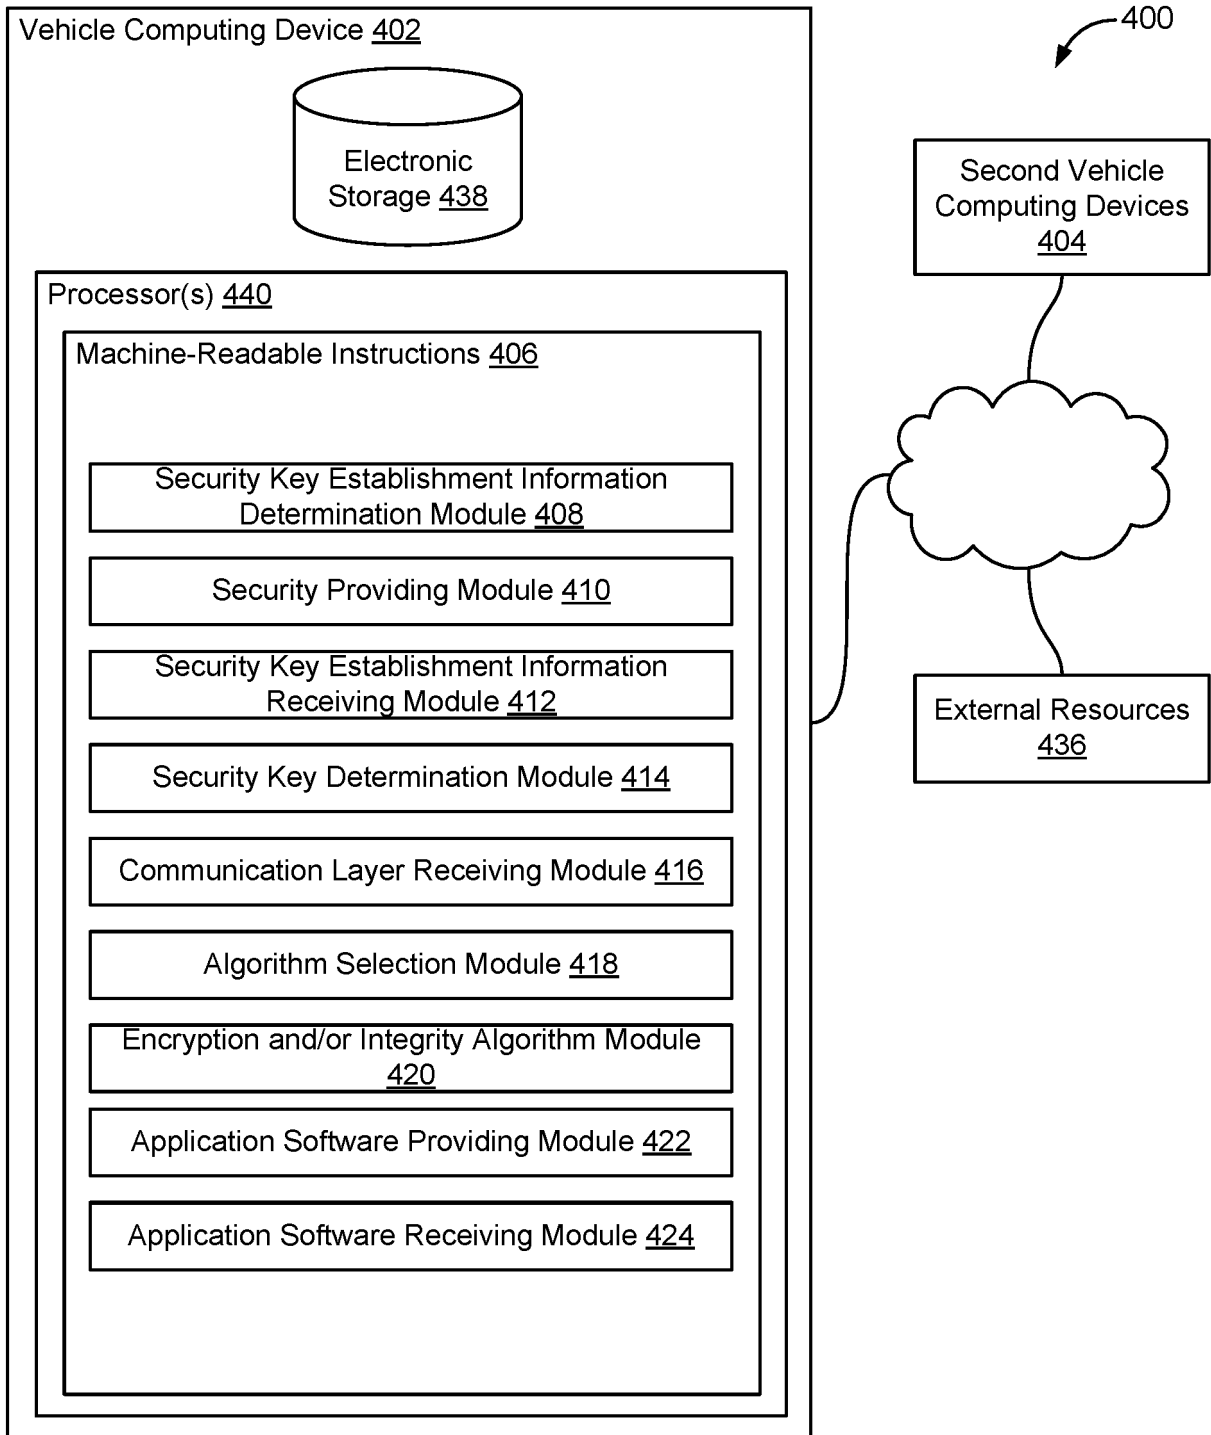 Vehicle Computing Device 402
400
Electronic
Storage 438
Second Vehicle
Computing Devices
404
Processor(s) 440
Machine-Readable Instructions 406
Security Key Establishment Information
Determination Module 408
Security Providing Module 410
Security Key Establishment Information
Receiving Module 412
External Resources
436
Security Key Determination Module 414
Communication Layer Receiving Module 416
Algorithm Selection Module 418
Encryption and/or Integrity Algorithm Module
420
Application Software Providing Module 422
Application Software Receiving Module 424